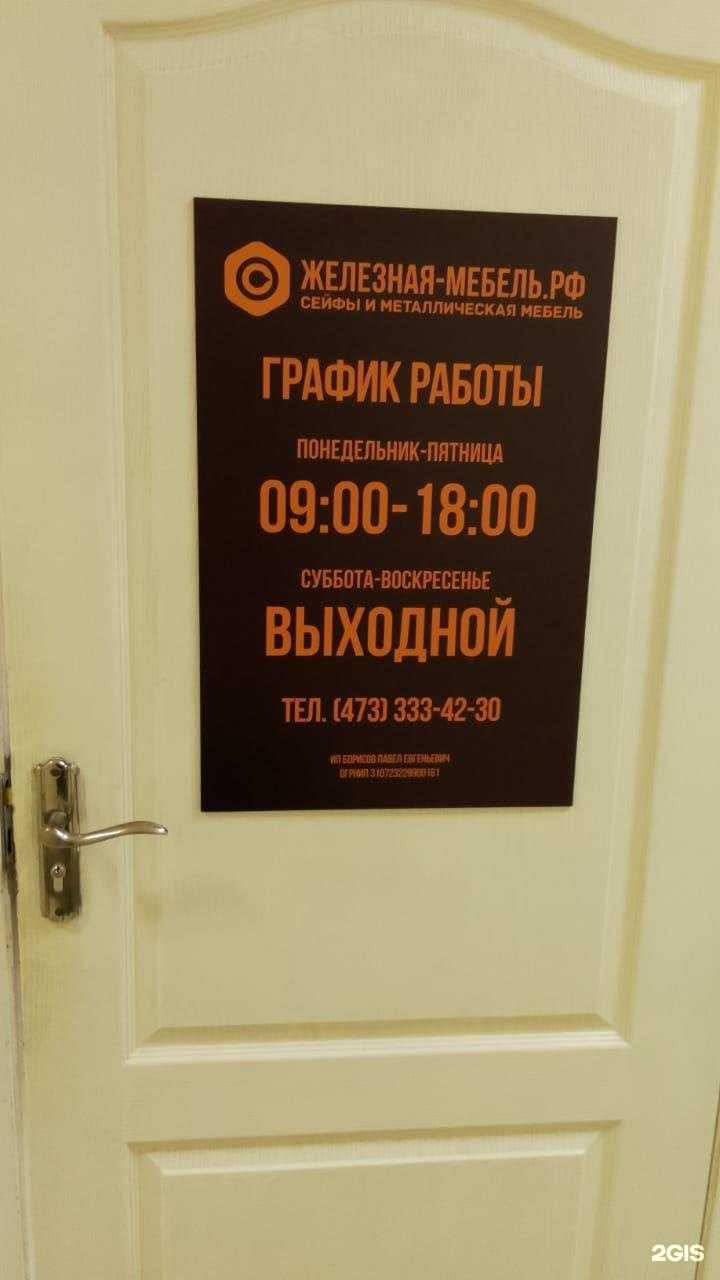 ЖЕЛЕЗНАЯ-МЕБЕЛЬ.РФ
СЕЙФЫ И МЕТАЛЛИЧЕСКАЯ МЕБЕЛЬ
ГРАФИК РАБОТЫ
ПОНЕДЕЛЬНИК-ПЯТНИЦА
09:00-18:00
СУББОТА-ВОСКРЕСЕНЬЕ
ВЫХОДНОЙ
ТЕЛ. (473) 333-42-30
ИП БОРИСОВ ПАВЕЛ ЕВГЕНЬЕВИЧ
ОГРНИП
2GIS